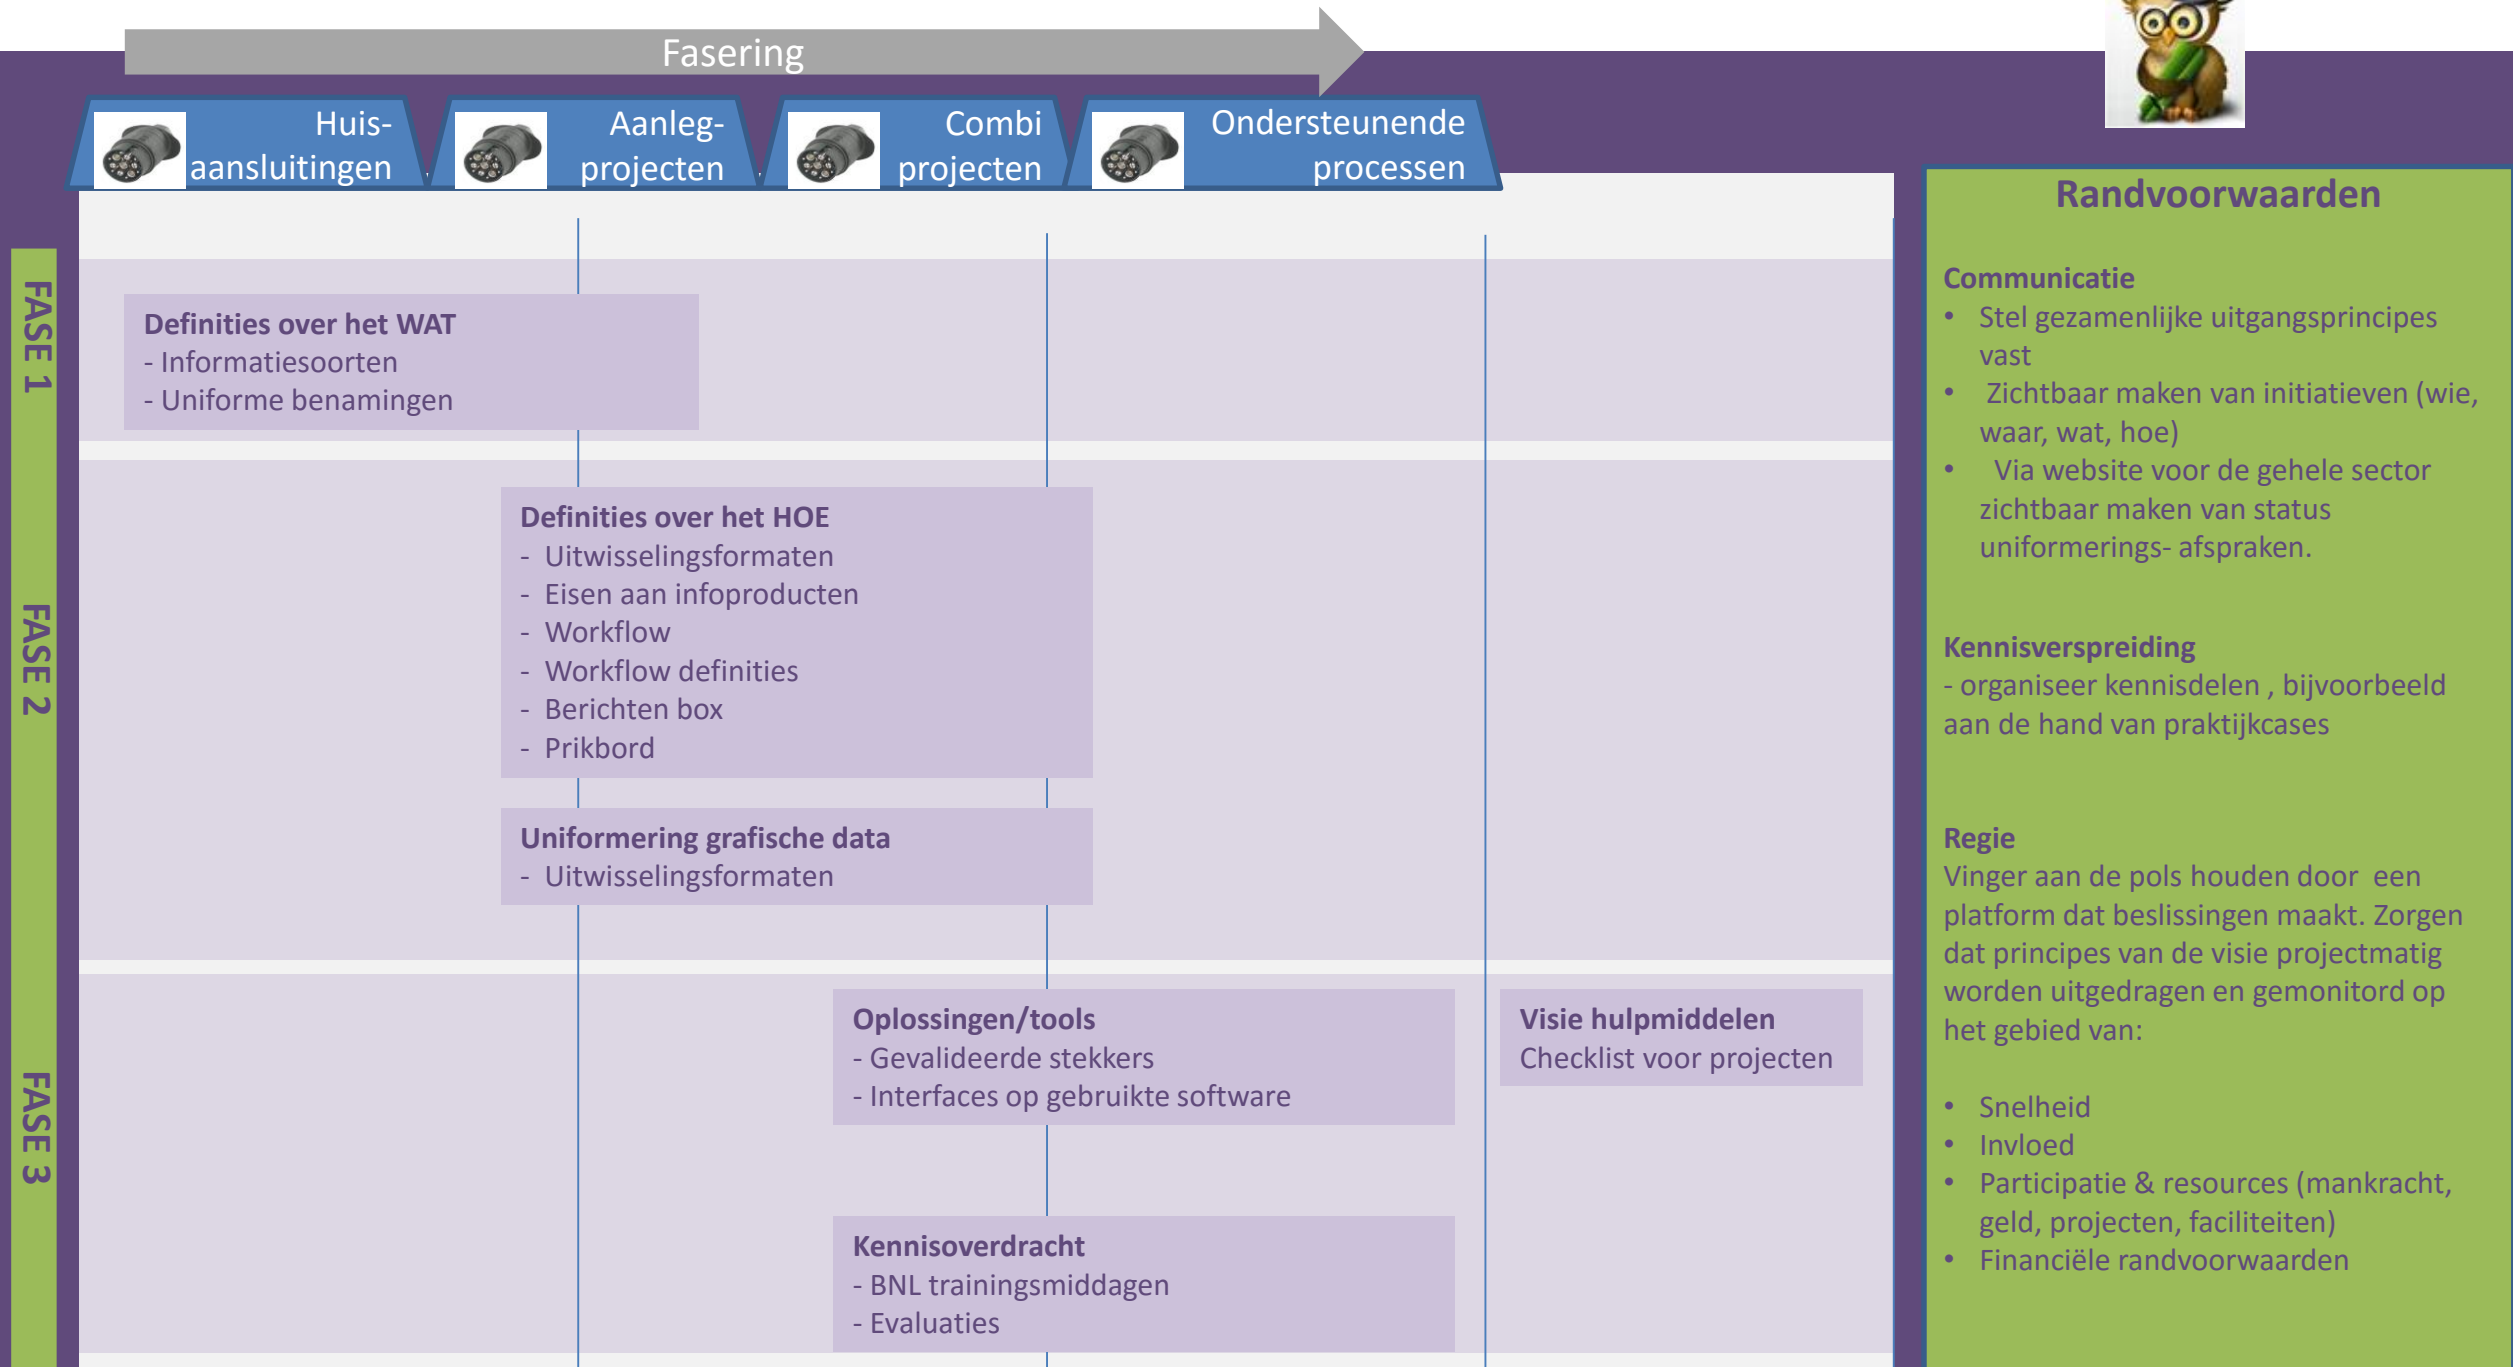 Fasering
Huis-
aansluitingen
Aanleg-
projecten
Combi
projecten
Ondersteunende
processen
FASE 1
Definities over het WAT
- Informatiesoorten
- Uniforme benamingen
FASE 2
Definities over het HOE
- Uitwisselingsformaten
- Eisen aan infoproducten
- Workflow
- Workflow definities
- Berichten box
- Prikbord
Uniformering grafische data
- Uitwisselingsformaten
FASE 3
Oplossingen/tools
- Gevalideerde stekkers
- Interfaces op gebruikte software
Visie hulpmiddelen
Checklist voor projecten
Kennisoverdracht
- BNL trainingsmiddagen
- Evaluaties
Randvoorwaarden
Communicatie
• Stel gezamenlijke uitgangsprincipes
vast
• Zichtbaar maken van initiatieven (wie,
waar, wat, hoe)
• Via website voor de gehele sector
zichtbaar maken van status
uniformerings- afspraken.
Kennisverspreiding
- organiseer kennisdelen , bijvoorbeeld
aan de hand van praktijkcases
Regie
Vinger aan de pols houden door een
platform dat beslissingen maakt. Zorgen
dat principes van de visie projectmatig
worden uitgedragen en gemonitord op
het gebied van:
• Snelheid
• Invloed
• Participatie & resources (mankracht,
geld, projecten, faciliteiten)
• Financiële randvoorwaarden